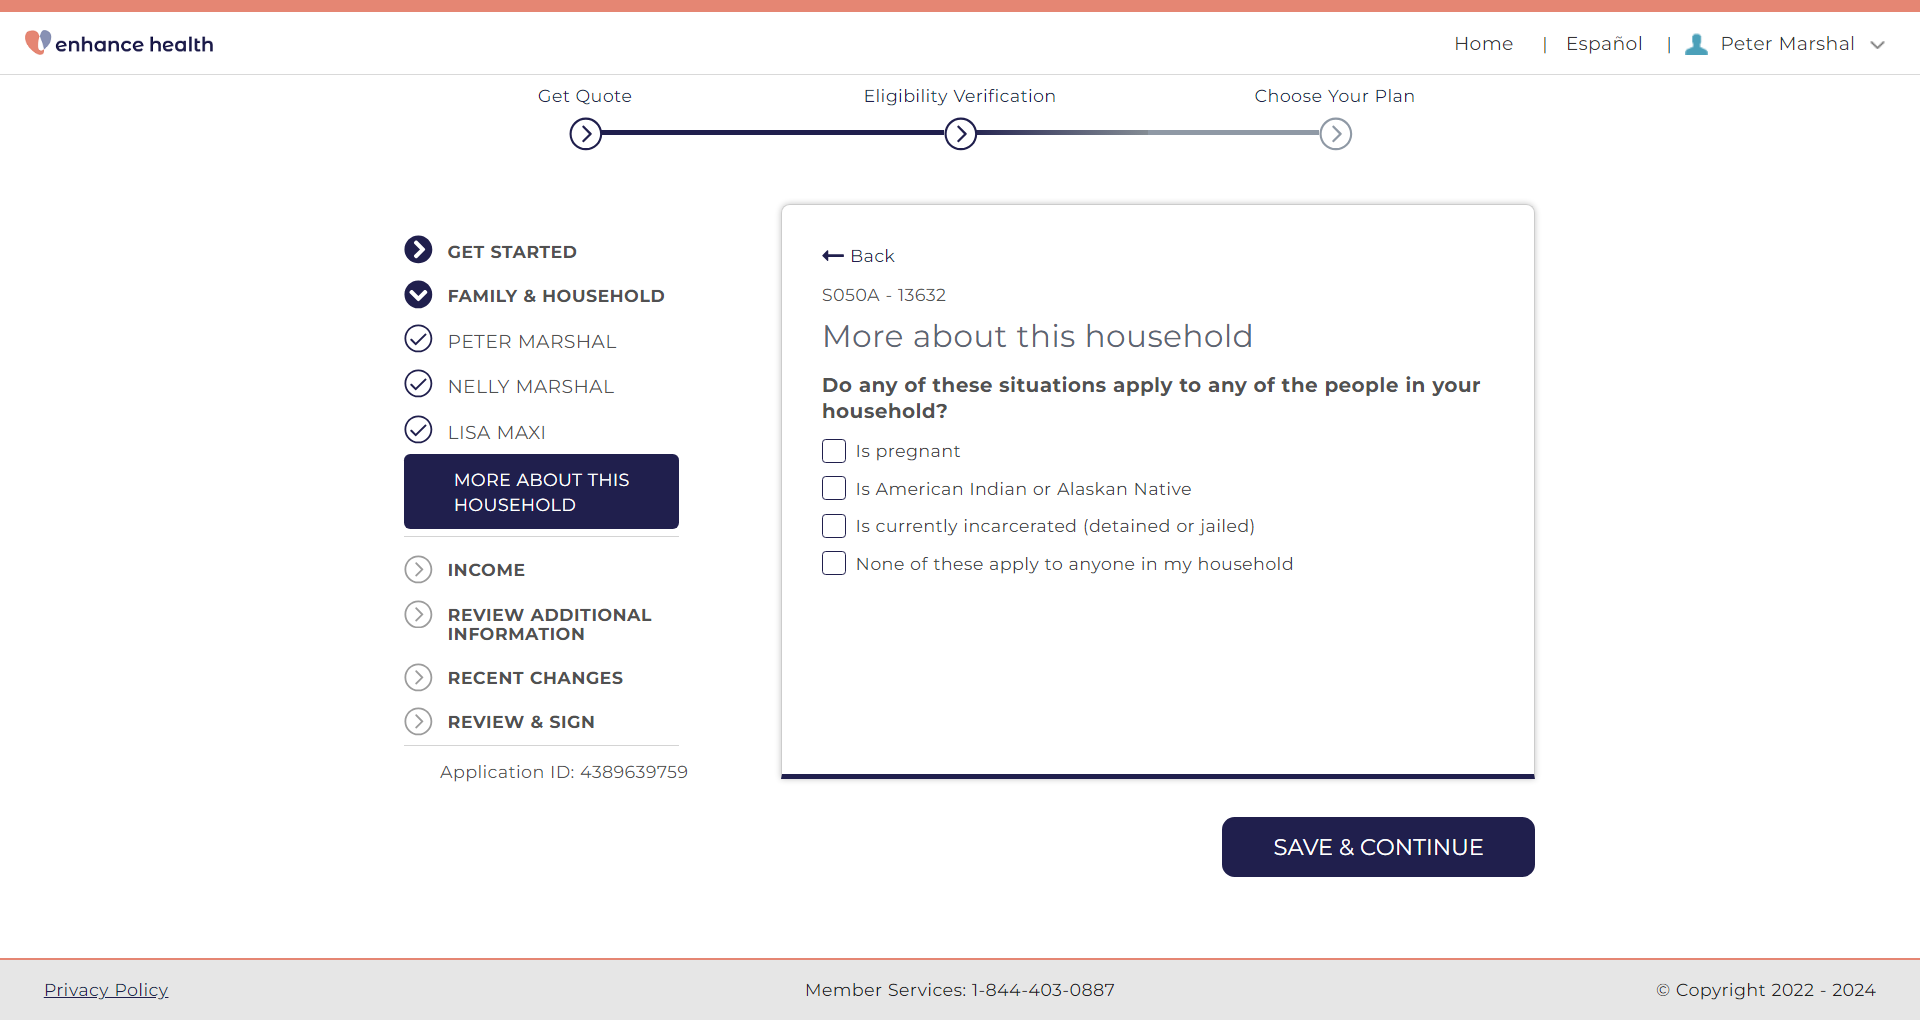 enhance health
Home | Español | Peter Marshal
Get Quote
Eligibility Verification
Choose Your Plan
GET STARTED
FAMILY & HOUSEHOLD
PETER MARSHAL
NELLY MARSHAL
LISA MAXI
MORE ABOUT THIS
HOUSEHOLD
INCOME
REVIEW ADDITIONAL
INFORMATION
RECENT CHANGES
REVIEW & SIGN
Application ID: 4389639759
Back
S050A - 13632
More about this household
Do any of these situations apply to any of the people in your
household?
Is pregnant
Is American Indian or Alaskan Native
Is currently incarcerated (detained or jailed)
None of these apply to anyone in my household
SAVE & CONTINUE
Privacy Policy
Member Services: 1-844-403-0887
© Copyright 2022 - 2024